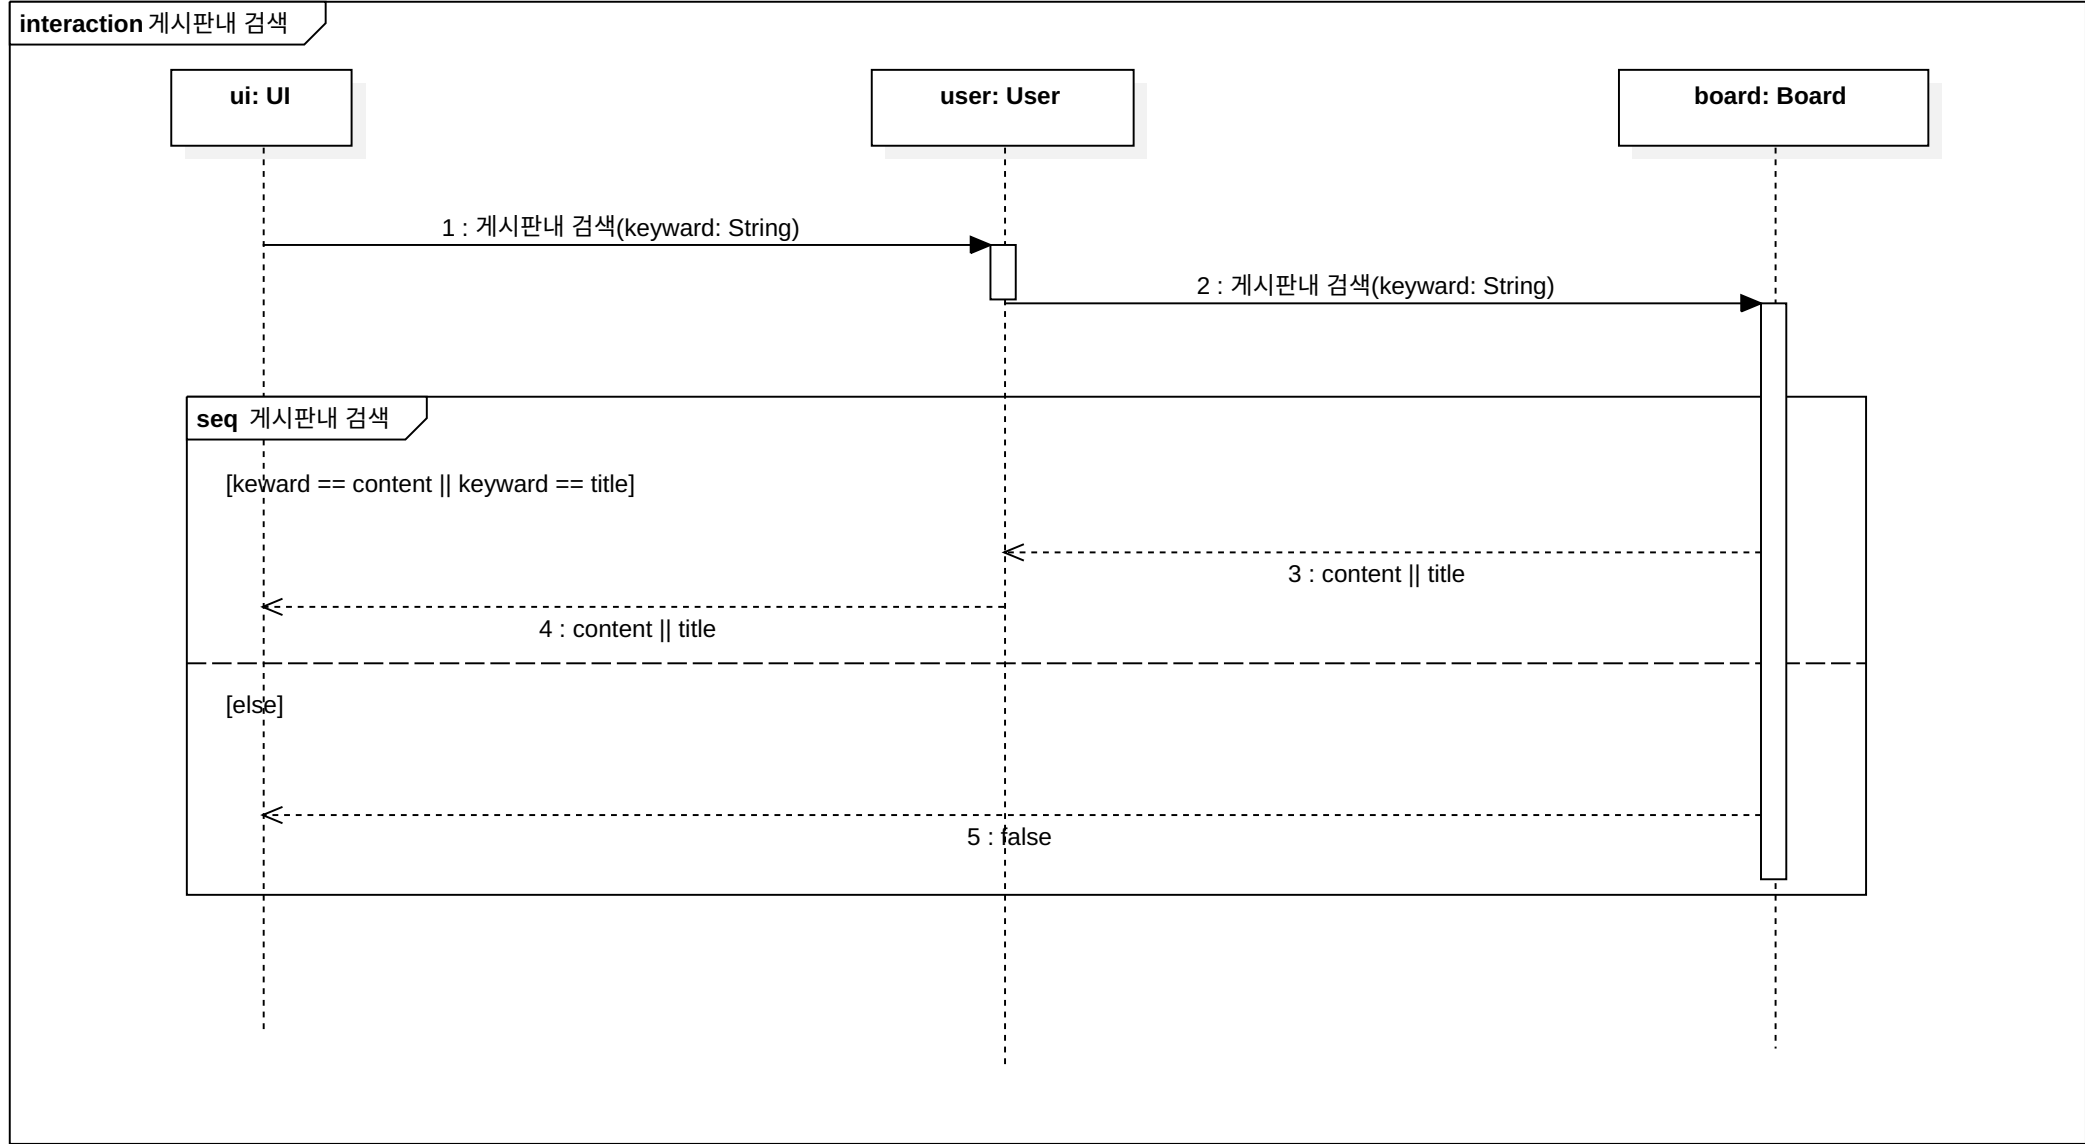 interaction 게시판내 검색
ui: UI
user: User
board: Board
1 : 게시판내 검색(keyward: String)
2 : 게시판내 검색(keyward: String)
seq 게시판내 검색
[keward == content || keyward == title]
3 : content || title
4 : content || title
[else]
5 : false